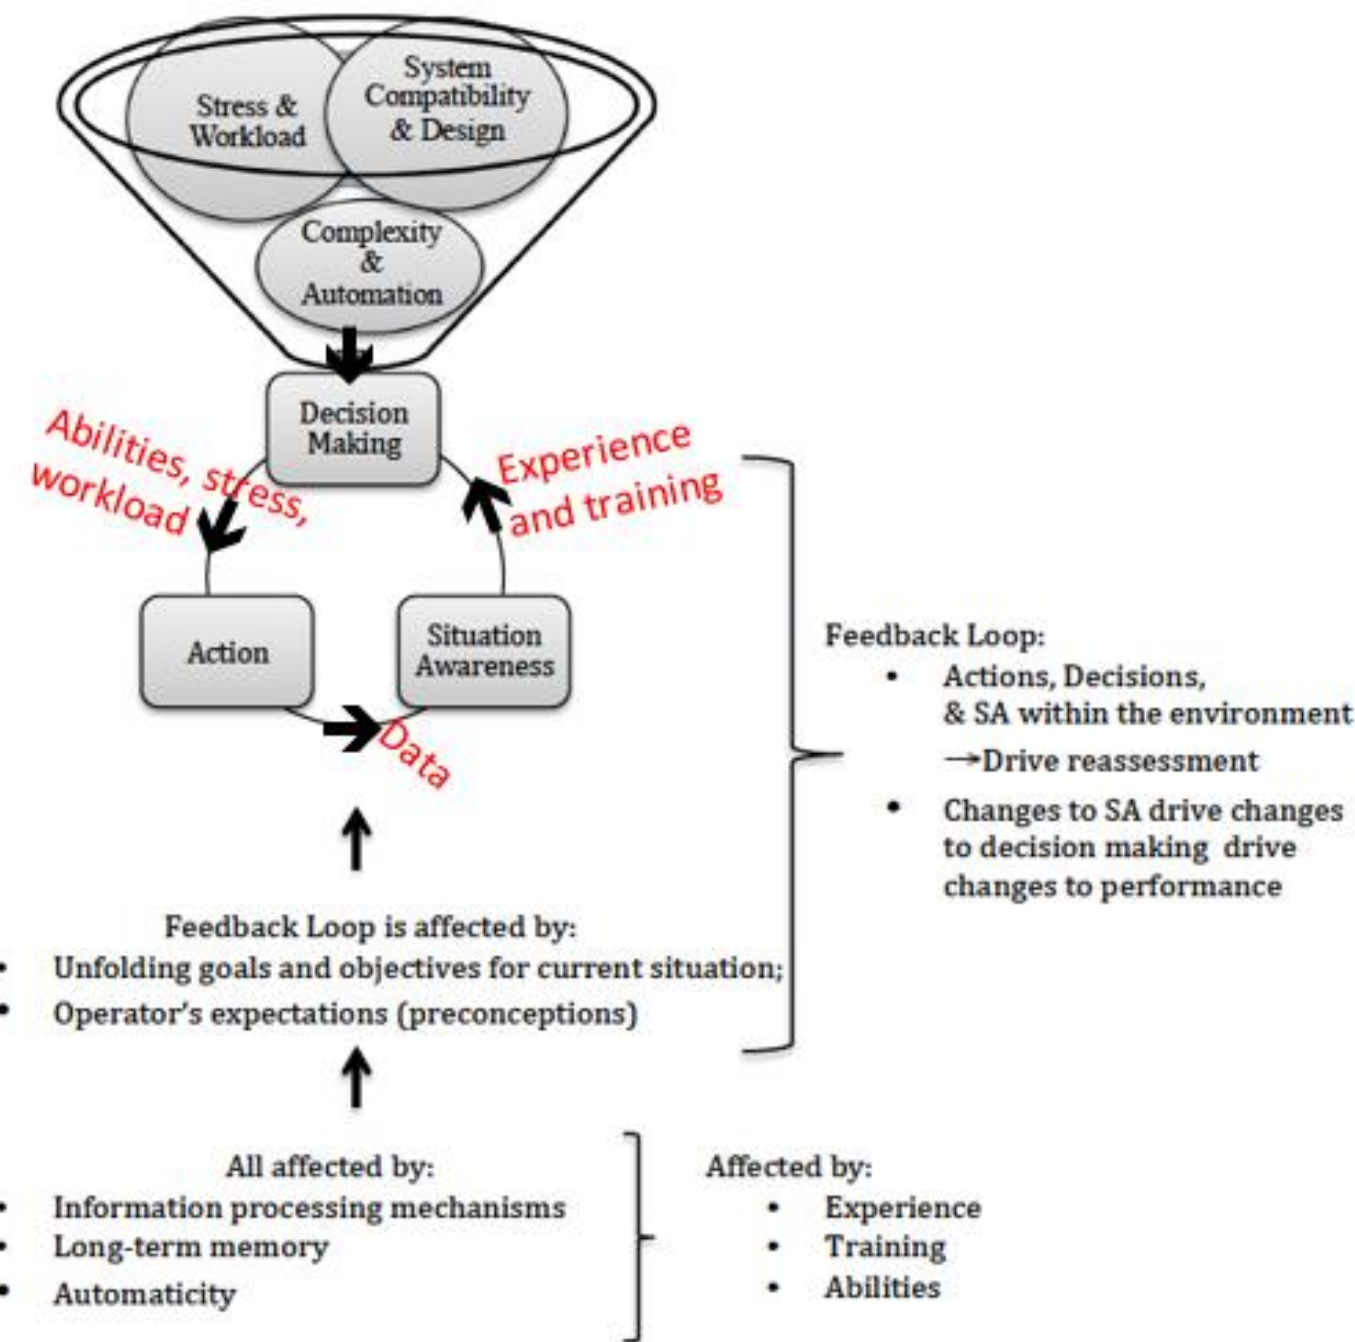 Stress &
Workload
System
Compatibility
& Design
Complexity
&
Automation
Decision
Making
Abilities, stress,
workload
Experience
and training
Action
Situation
Awareness
Data
Feedback Loop:
• Actions, Decisions,
& SA within the environment
→Drive reassessment
• Changes to SA drive changes
to decision making drive
changes to performance
Feedback Loop is affected by:
• Unfolding goals and objectives for current situation;
• Operator's expectations (preconceptions)
All affected by:
• Information processing mechanisms
• Long-term memory
• Automaticity
Affected by:
• Experience
• Training
• Abilities